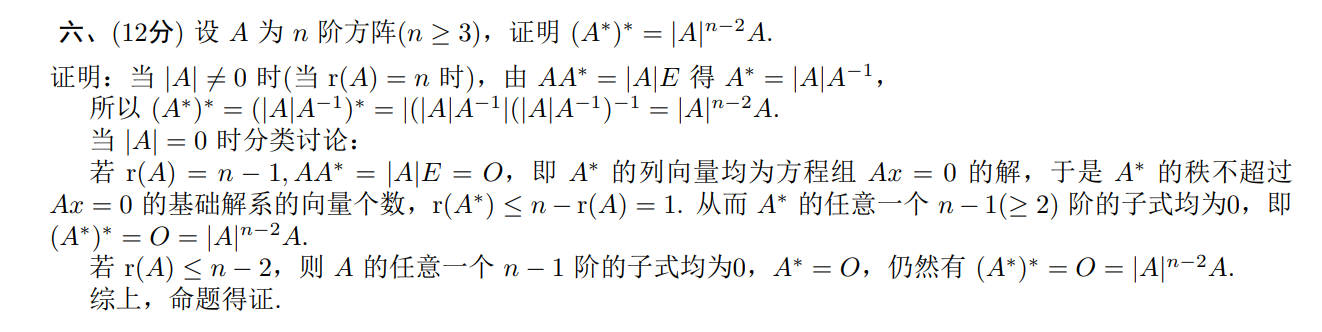 六、(12分) 设 A 为 n 阶方阵(n ≥ 3)，证明 (A*)* = |A|ⁿ⁻²A.
证明：当 |A| ≠ 0 时(当 r(A) = n 时)，由 AA* = |A|E 得 A* = |A|A⁻¹，
所以 (A*)* = (|A|A⁻¹)* = |(|A|A⁻¹|(|A|A⁻¹)⁻¹ = |A|ⁿ⁻²A.
当 |A| = 0 时分类讨论：
若 r(A) = n − 1, AA* = |A|E = O，即 A* 的列向量均为方程组 Ax = 0 的解，于是 A* 的秩不超过
Ax = 0 的基础解系的向量个数，r(A*) ≤ n − r(A) = 1. 从而 A* 的任意一个 n − 1(≥ 2) 阶的子式均为0，即
(A*)* = O = |A|ⁿ⁻²A.
若 r(A) ≤ n − 2，则 A 的任意一个 n − 1 阶的子式均为0，A* = O，仍然有 (A*)* = O = |A|ⁿ⁻²A.
综上，命题得证.